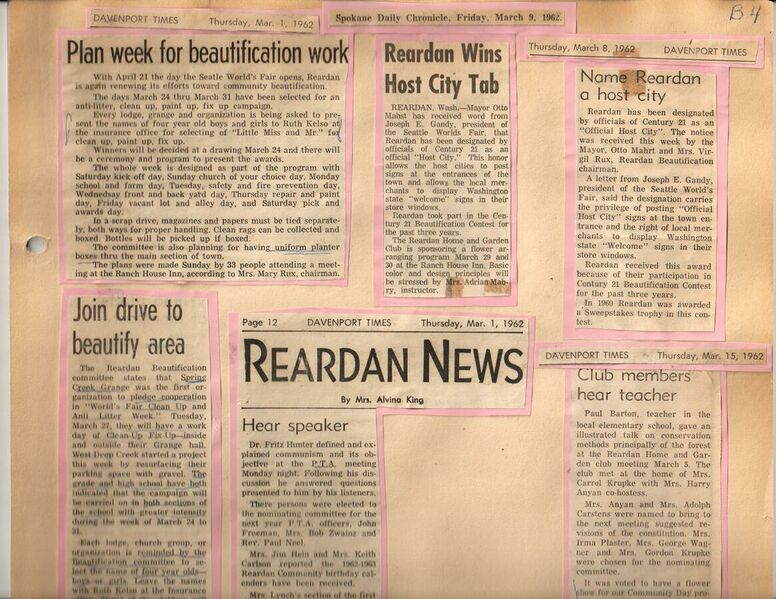 B4
DAVENPORT TIMES Thursday, Mar. 1, 1962
Plan week for beautification work
With April 21 the day the Seatle World's Fair opens, Reardan
is again renewing its efforts toward community beautification.
The days March 24 thru March 31 have been selected for an
anti-litter, clean up, paint up, fix up campaign.
Every lodge, grange and organization is being asked to pre-
sent the names of four year old boys and girls to Ruth Kelso at
the insurance office for selecting of "Little Miss and Mr." for
clean up, paint up, fix up.
Winners will be decided at a drawing March 24 and there will
be a ceremony and program to present the awards.
The whole week is designed as part of the program with
Saturday kick off day, Sunday church of your choice day, Monday
school and farm day, Tuesday, safety and fire prevention day,
Wednesday front and back yard day, Thursday repair and paint
day, Friday vacant lot and alley day, and Saturday pick and
awards day.
In a scrap drive, magazines and papers must be tied separate-
ly, both ways for proper handling. Clean rags can be collected and
boxed. Bottles will be picked up if boxed.
The committee is also planning for having uniform planter
boxes thru the main section of town.
The plans were made Sunday by 33 people attending a meet-
ing at the Ranch House Inn, according to Mrs. Mary Rux, chairman.
Spokane Daily Chronicle, Friday, March 9, 1962.
Reardan Wins
Host City Tab
REARDAN, Wash.—Mayor Otto
Mahst has received word from
Joseph E. Gandy, president of
the Seattle Worlds Fair, that
Reardan has been designated by
officials of Century 21 as an
official "Host City." This honor
allows the host cities to post
signs at the entrances of the
town and allows the local mer-
chants to display Washington
state "welcome" signs in their
store windows.
Reardan took part in the Cen-
tury 21 Beautification Contest for
the past three years.
The Reardan Home and Garden
Club is sponsoring a flower ar-
ranging program March 29 and
30 at the Ranch House Inn. Basic
color and design principles will
be stressed by Mrs. Adrian Mab-
ry, instructor.
Thursday, March 8, 1962 DAVENPORT TIMES
Name Reardan
a host city
Reardan has been designated
by officials of Century 21 as an
"Official Host City". The notice
was received this week by the
Mayor, Otto Mahrt and Mrs. Vir-
gil Rux, Reardan Beautification
chairman.
A letter from Joseph E. Gandy,
president of the Seattle World's
Fair, said the designation carries
the privilege of posting "Official
Host City" signs at the town en-
trance and the right of local mer-
chants to display Washington
state "Welcome" signs in their
store windows.
Reardan received this award
because of their participation in
Century 21 Beautification Contest
for the past three years.
In 1960 Reardan was awarded
a Sweepstakes trophy in this con-
test.
Join drive to
beautify area
The Reardan Beautification
committee states that Spring
Creek Grange was the first or-
ganization to pledge cooperation
in "World's Fair Clean Up and
Anti Litter Week." Tuesday,
March 27, they will have a work
day of Clean-Up Fix-Up—inside
and outside their Grange hall.
West Deep Creek started a project
this week by resurfacing their
parking space with gravel. The
grade and high school have both
indicated that the campaign will
be carried on in both sections of
the school with greater intensity
during the week of March 24 to
31.
Each lodge, church group, or
organization is reminded by the
Beautification committee to se-
lect the name of four year olds—
boys or girls. Leave the names
with Ruth Kelso at the Insurance
Page 12 DAVENPORT TIMES Thursday, Mar. 1, 1962
REARDAN NEWS
By Mrs. Alvina King
Hear speaker
Dr. Fritz Hunter defined and ex-
plained communism and its ob-
jective at the P.T.A. meeting
Monday night. Following his dis-
cussion he answered questions
presented to him by his listeners.
There persons were elected to
the nominating committee for the
next year P.T.A. officers, John
Freeman, Mrs. Bob Zwainz and
Rev. Paul Neel.
Mrs. Jim Hein and Mrs. Keith
Carlson reported the 1962-1963
Reardan Community birthday cal-
enders have been received.
Mrs. Lynch's section of the first
DAVENPORT TIMES Thursday, Mar. 15, 1962
Club members
hear teacher
Paul Barton, teacher in the
local elementary school, gave an
illustrated talk on conservation
methods principally of the forest
at the Reardan Home and Gar-
den club meeting March 5. The
club met at the home of Mrs.
Carrol Krupke with Mrs. Harry
Anyan co-hostess.
Mrs. Anyan and Mrs. Adolph
Carstens were named to bring to
the next meeting suggested re-
visions of the constitution. Mrs.
Irma Plaster, Mrs. George Wag-
ner and Mrs. Gordon Krupke
were chosen for the nominating
committee.
It was voted to have a flower
show for our Community Day pro-